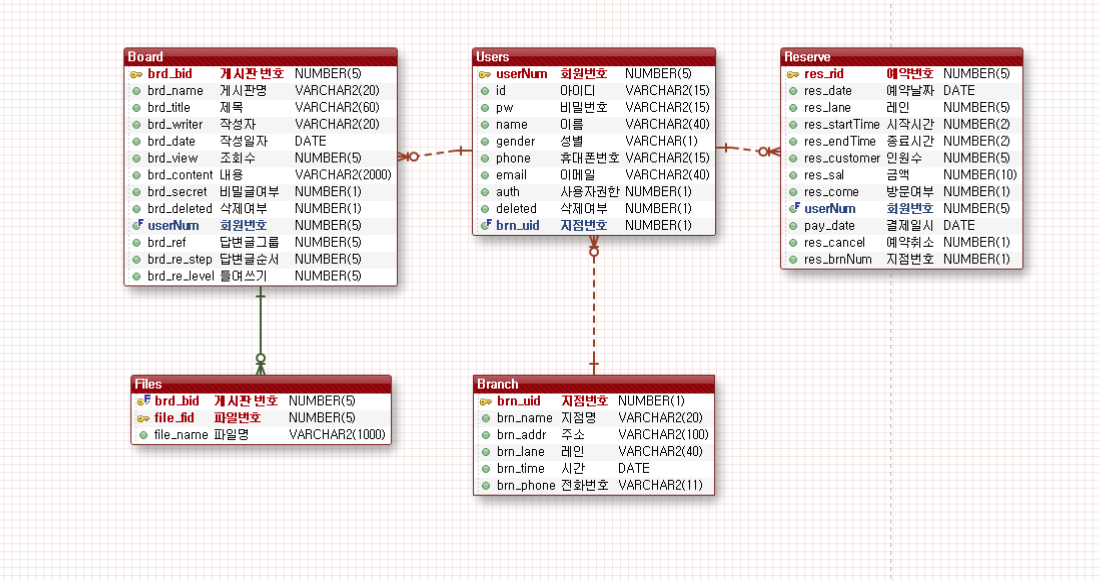 Board
brd_bid 게시판 번호 NUMBER(5)
brd_name 게시판명 VARCHAR2(20)
brd_title 제목 VARCHAR2(60)
brd_writer 작성자 VARCHAR2(20)
brd_date 작성일자 DATE
brd_view 조회수 NUMBER(5)
brd_content 내용 VARCHAR2(2000)
brd_secret 비밀글여부 NUMBER(1)
brd_deleted 삭제여부 NUMBER(1)
userNum 회원번호 NUMBER(5)
brd_ref 답변글그룹 NUMBER(5)
brd_re_step 답변글순서 NUMBER(5)
brd_re_level 들여쓰기 NUMBER(5)
Users
userNum 회원번호 NUMBER(5)
id 아이디 VARCHAR2(15)
pw 비밀번호 VARCHAR2(15)
name 이름 VARCHAR2(40)
gender 성별 VARCHAR(1)
phone 휴대폰번호 VARCHAR2(15)
email 이메일 VARCHAR2(40)
auth 사용자권한 NUMBER(1)
deleted 삭제여부 NUMBER(1)
brn_uid 지점번호 NUMBER(1)
Reserve
res_rid 예약번호 NUMBER(5)
res_date 예약날짜 DATE
res_lane 레인 NUMBER(5)
res_startTime 시작시간 NUMBER(2)
res_endTime 종료시간 NUMBER(2)
res_customer 인원수 NUMBER(5)
res_sal 금액 NUMBER(10)
res_come 방문여부 NUMBER(1)
userNum 회원번호 NUMBER(5)
pay_date 결제일시 DATE
res_cancel 예약취소 NUMBER(1)
res_brnNum 지점번호 NUMBER(1)
Files
brd_bid 게시판 번호 NUMBER(5)
file_fid 파일번호 NUMBER(5)
file_name 파일명 VARCHAR2(1000)
Branch
brn_uid 지점번호 NUMBER(1)
brn_name 지점명 VARCHAR2(20)
brn_addr 주소 VARCHAR2(100)
brn_lane 레인 VARCHAR2(40)
brn_time 시간 DATE
brn_phone 전화번호 VARCHAR2(11)